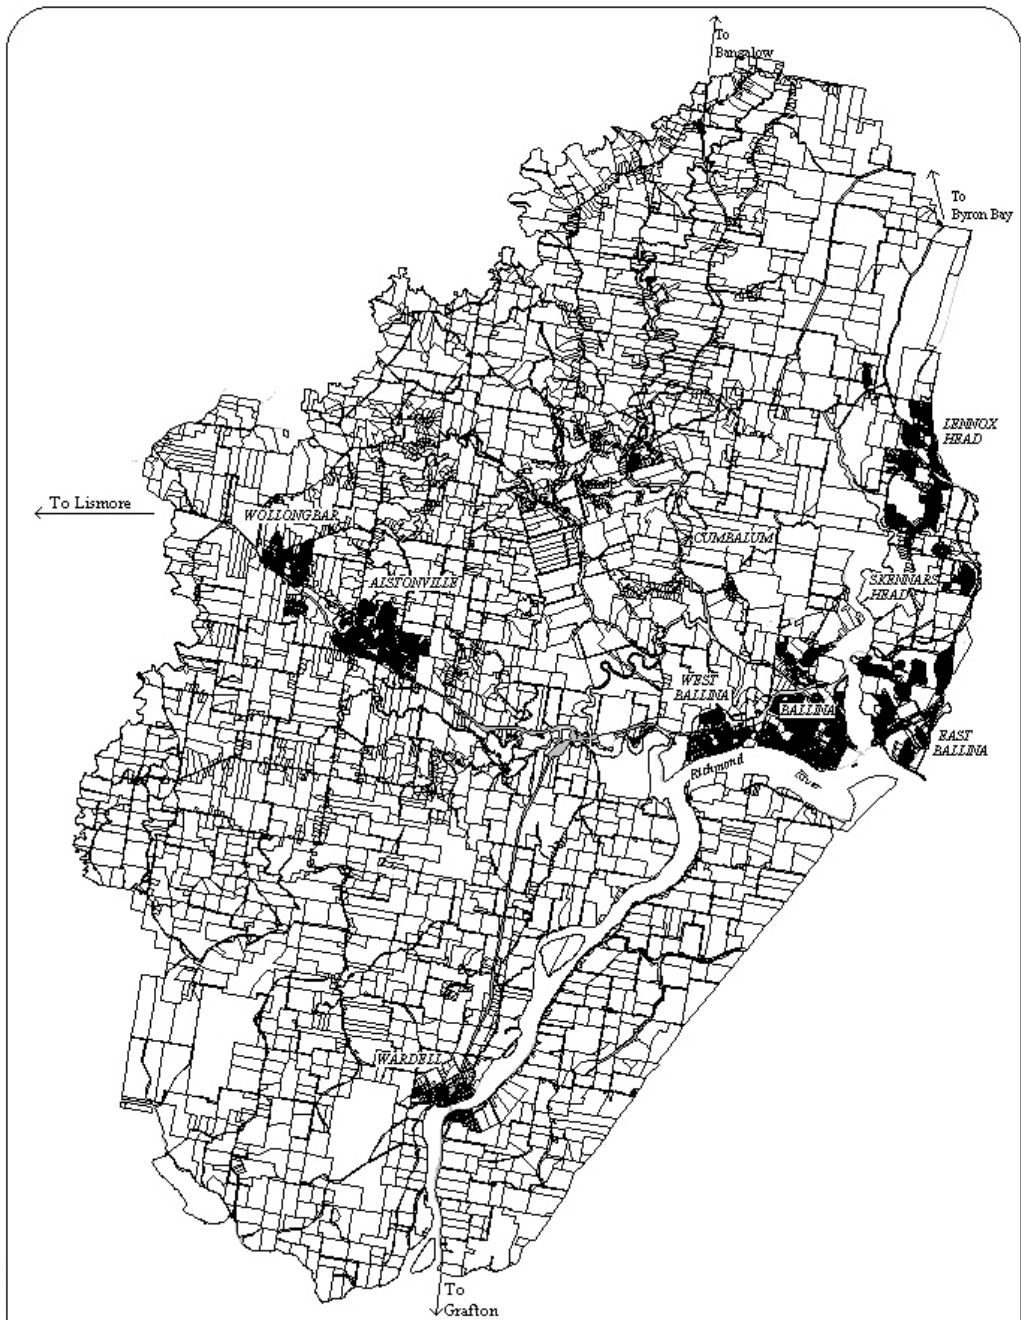 To
Bangalow
To
Byron Bay
LENNOX
HEAD
To Lismore
WOLLONGBAR
CUMBALUM
ALSTONVILLE
SKENNARS
HEAD
WEST
BALLINA
BALLINA
EAST
BALLINA
Richmond
River
WARDELL
To
Grafton